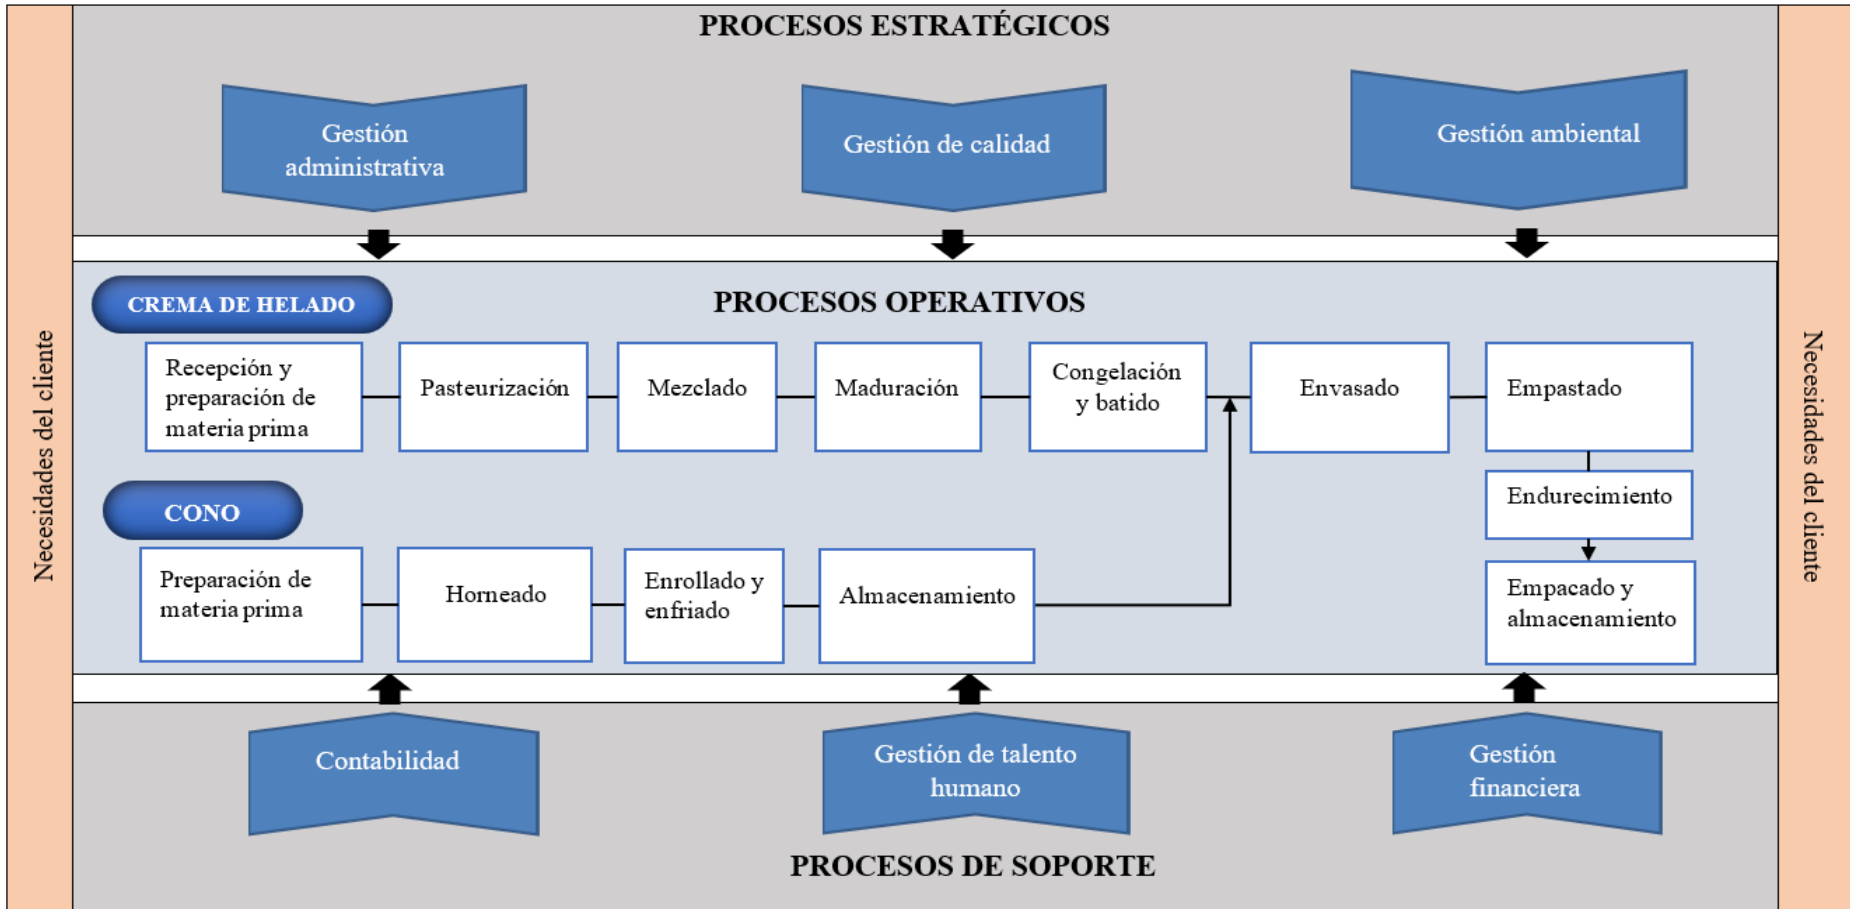 PROCESOS ESTRATÉGICOS
Gestión
administrativa
Gestión de calidad
Gestión ambiental
Necesidades del cliente
CREMA DE HELADO
PROCESOS OPERATIVOS
Recepción y
preparación de
materia prima
Pasteurización
Mezclado
Maduración
Congelación
y batido
Envasado
Empastado
Endurecimiento
Empacado y
almacenamiento
CONO
Preparación de
materia prima
Horneado
Enrollado y
enfriado
Almacenamiento
Necesidades del cliente
Contabilidad
Gestión de talento
humano
Gestión
financiera
PROCESOS DE SOPORTE